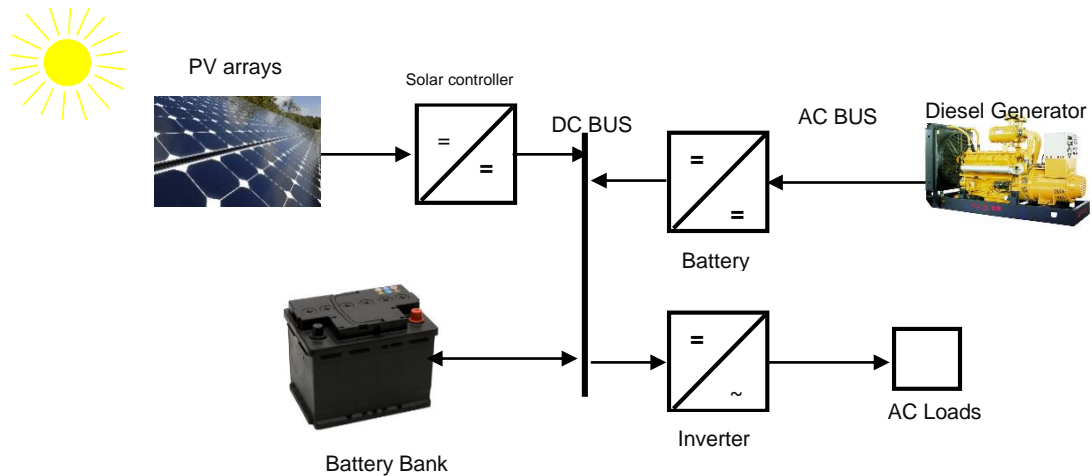 PV arrays
Solar controller
DC BUS
AC BUS
Diesel Generator
=
=
=
=
Battery
=
~
Inverter
AC Loads
Battery Bank